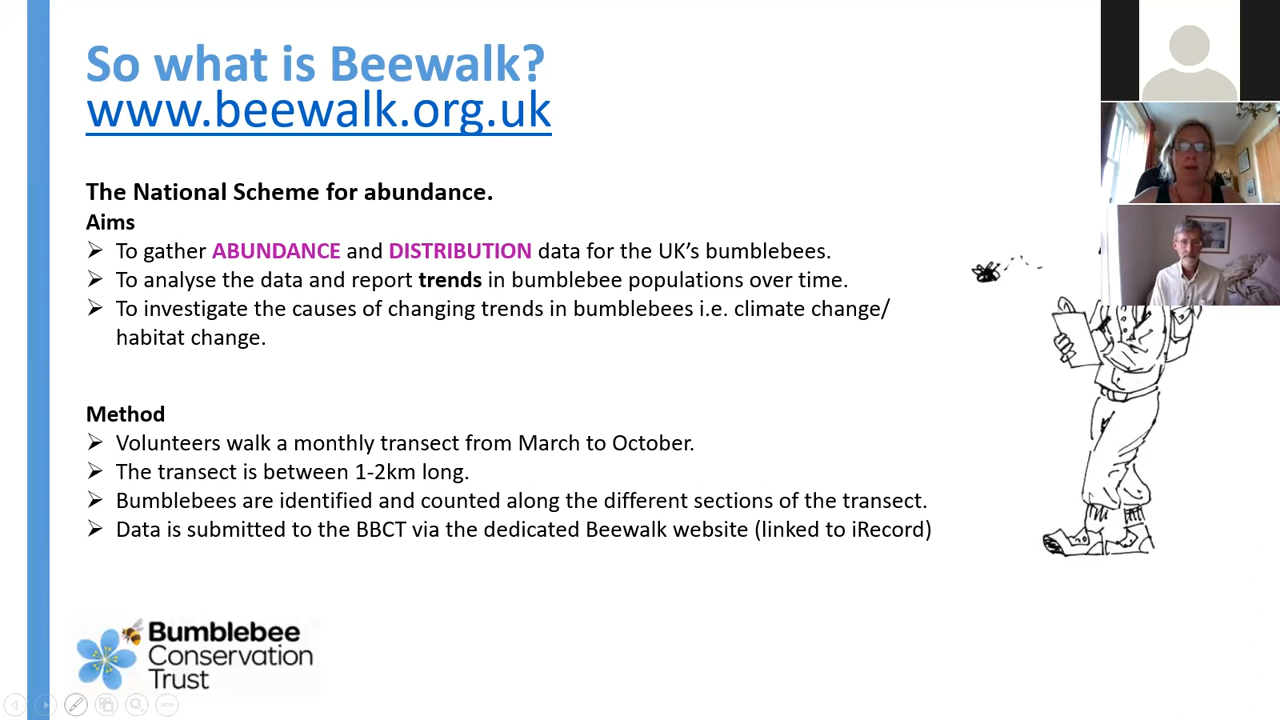 So what is Beewalk?
www.beewalk.org.uk
The National Scheme for abundance.
Aims
➢ To gather ABUNDANCE and DISTRIBUTION data for the UK’s bumblebees.
➢ To analyse the data and report trends in bumblebee populations over time.
➢ To investigate the causes of changing trends in bumblebees i.e. climate change/
habitat change.
Method
➢ Volunteers walk a monthly transect from March to October.
➢ The transect is between 1-2km long.
➢ Bumblebees are identified and counted along the different sections of the transect.
➢ Data is submitted to the BBCT via the dedicated Beewalk website (linked to iRecord)
Bumblebee
Conservation
Trust